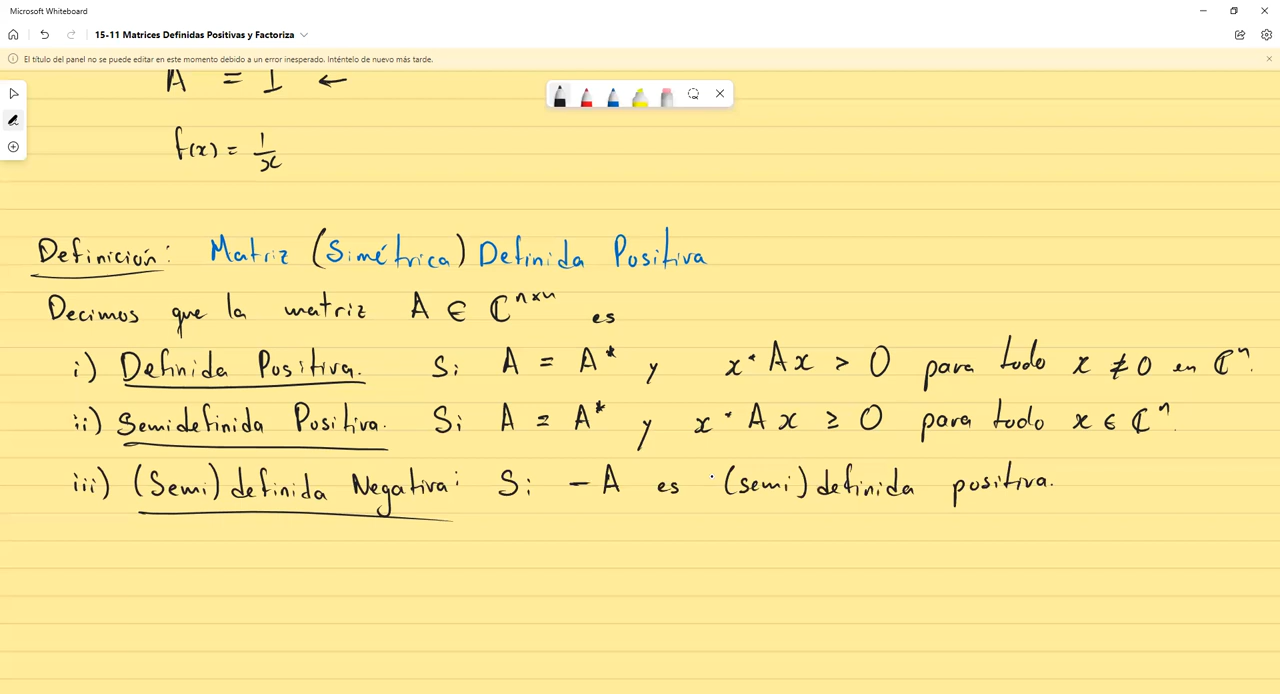 Microsoft Whiteboard
15-11 Matrices Definidas Positivas y Factoriza
El título del panel no se puede editar en este momento debido a un error inesperado. Inténtelo de nuevo más tarde.
A = I ←
f(x) = 1/x
Definición: Matriz (Simétrica) Definida Positiva
Decimos que la matriz A ∈ ℂⁿˣⁿ es
i) Definida Positiva. Si A = A* y x* A x > 0 para todo x ≠ 0 en ℂⁿ.
ii) Semidefinida Positiva. Si A = A* y x* A x ≥ 0 para todo x ∈ ℂⁿ.
iii) (Semi)definida Negativa: Si -A es (semi)definida positiva.